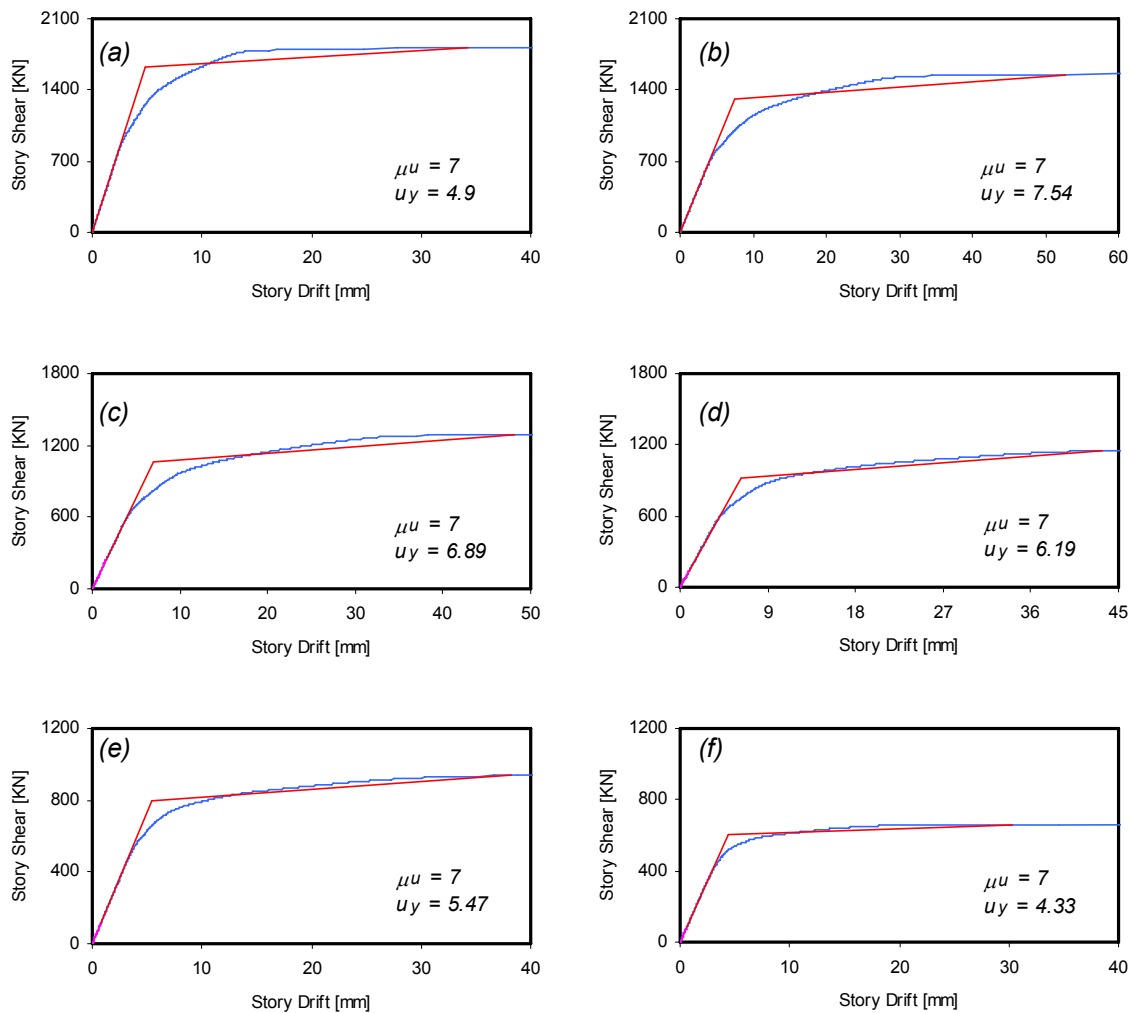 (a)
Story Shear [KN]
2100
1400
700
0
μu = 7
uy = 4.9
0 10 20 30 40
Story Drift [mm]
(b)
Story Shear [KN]
2100
1400
700
0
μu = 7
uy = 7.54
0 10 20 30 40 50 60
Story Drift [mm]
(c)
Story Shear [KN]
1800
1200
600
0
μu = 7
uy = 6.89
0 10 20 30 40 50
Story Drift [mm]
(d)
Story Shear [KN]
1800
1200
600
0
μu = 7
uy = 6.19
0 9 18 27 36 45
Story Drift [mm]
(e)
Story Shear [KN]
1200
800
400
0
μu = 7
uy = 5.47
0 10 20 30 40
Story Drift [mm]
(f)
Story Shear [KN]
1200
800
400
0
μu = 7
uy = 4.33
0 10 20 30 40
Story Drift [mm]